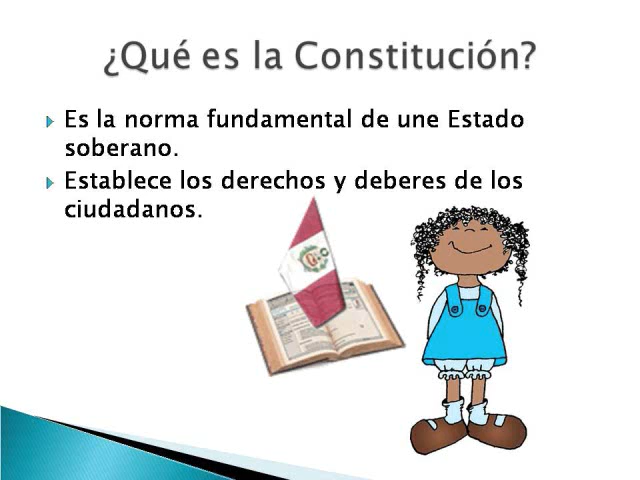 ¿Qué es la Constitución?
Es la norma fundamental de une Estado
soberano.
Establece los derechos y deberes de los
ciudadanos.